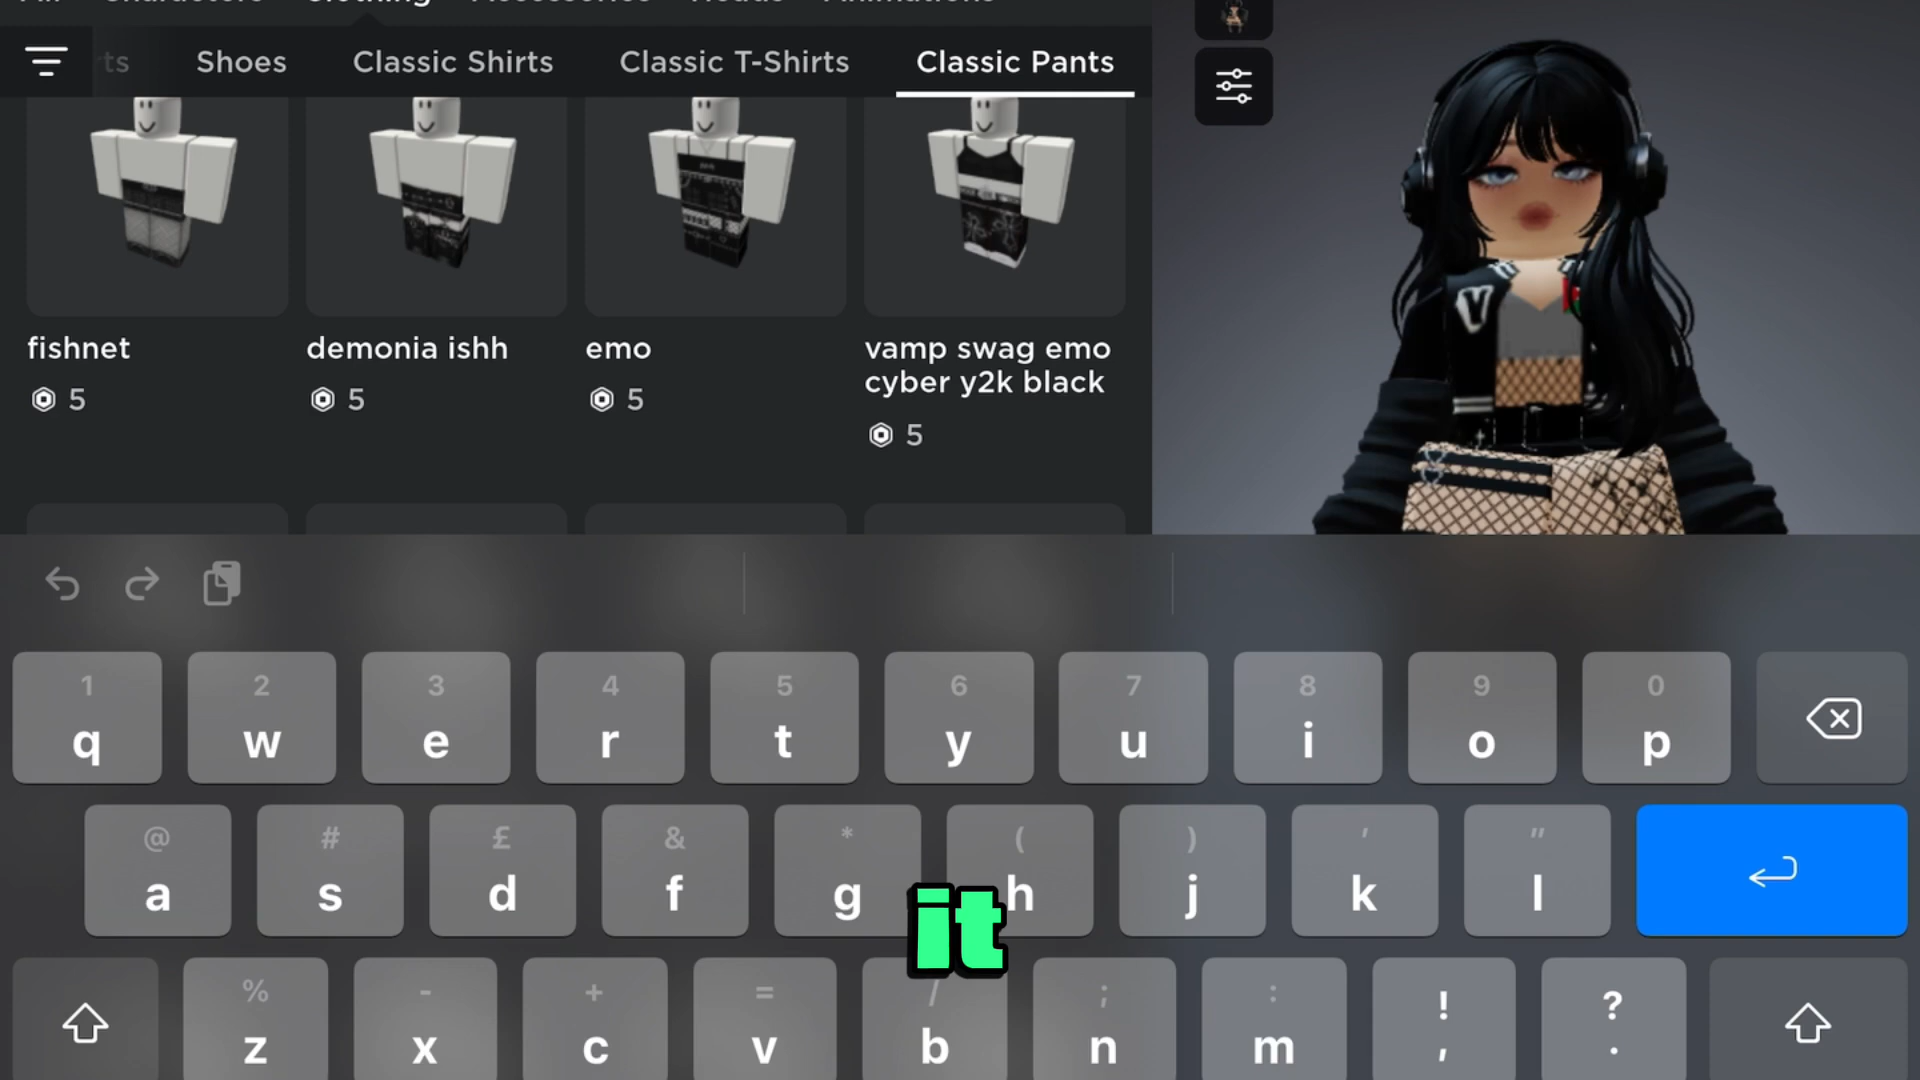 Clothing
ts Shoes Classic Shirts Classic T-Shirts Classic Pants
fishnet demonia ishh emo vamp swag emo
cyber y2k black
5 5 5
5
1 2 3 4 5 6 7 8 9 0
q w e r t y u i o p
@ # £ & * ( ) ' "
a s d f g h j k l
it
% - + = / ; : ! ?
z x c v b n m , .